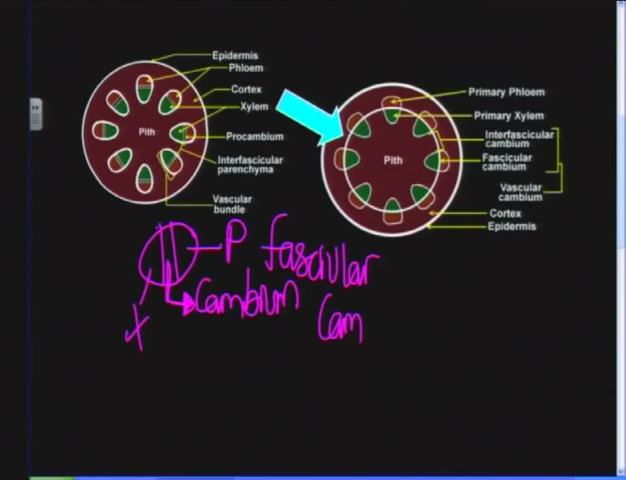 Epidermis
Phloem
Cortex
Xylem
Pith
Procambium
Interfascicular
parenchyma
Vascular
bundle
Primary Phloem
Primary Xylem
Interfascicular
cambium
Pith
Fascicular
cambium
Vascular
cambium
Cortex
Epidermis
P fascicular
Cambium
Cam
X